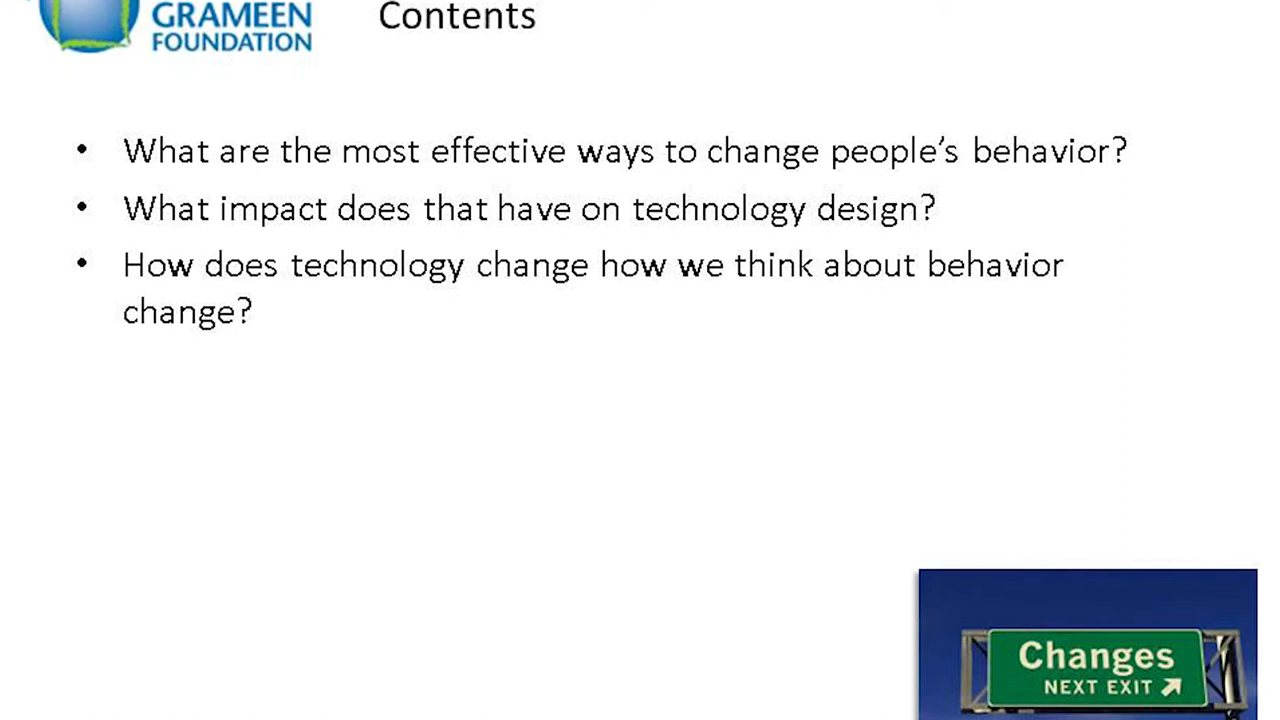 GRAMEEN
FOUNDATION
Contents
• What are the most effective ways to change people’s behavior?
• What impact does that have on technology design?
• How does technology change how we think about behavior
change?
Changes
NEXT EXIT